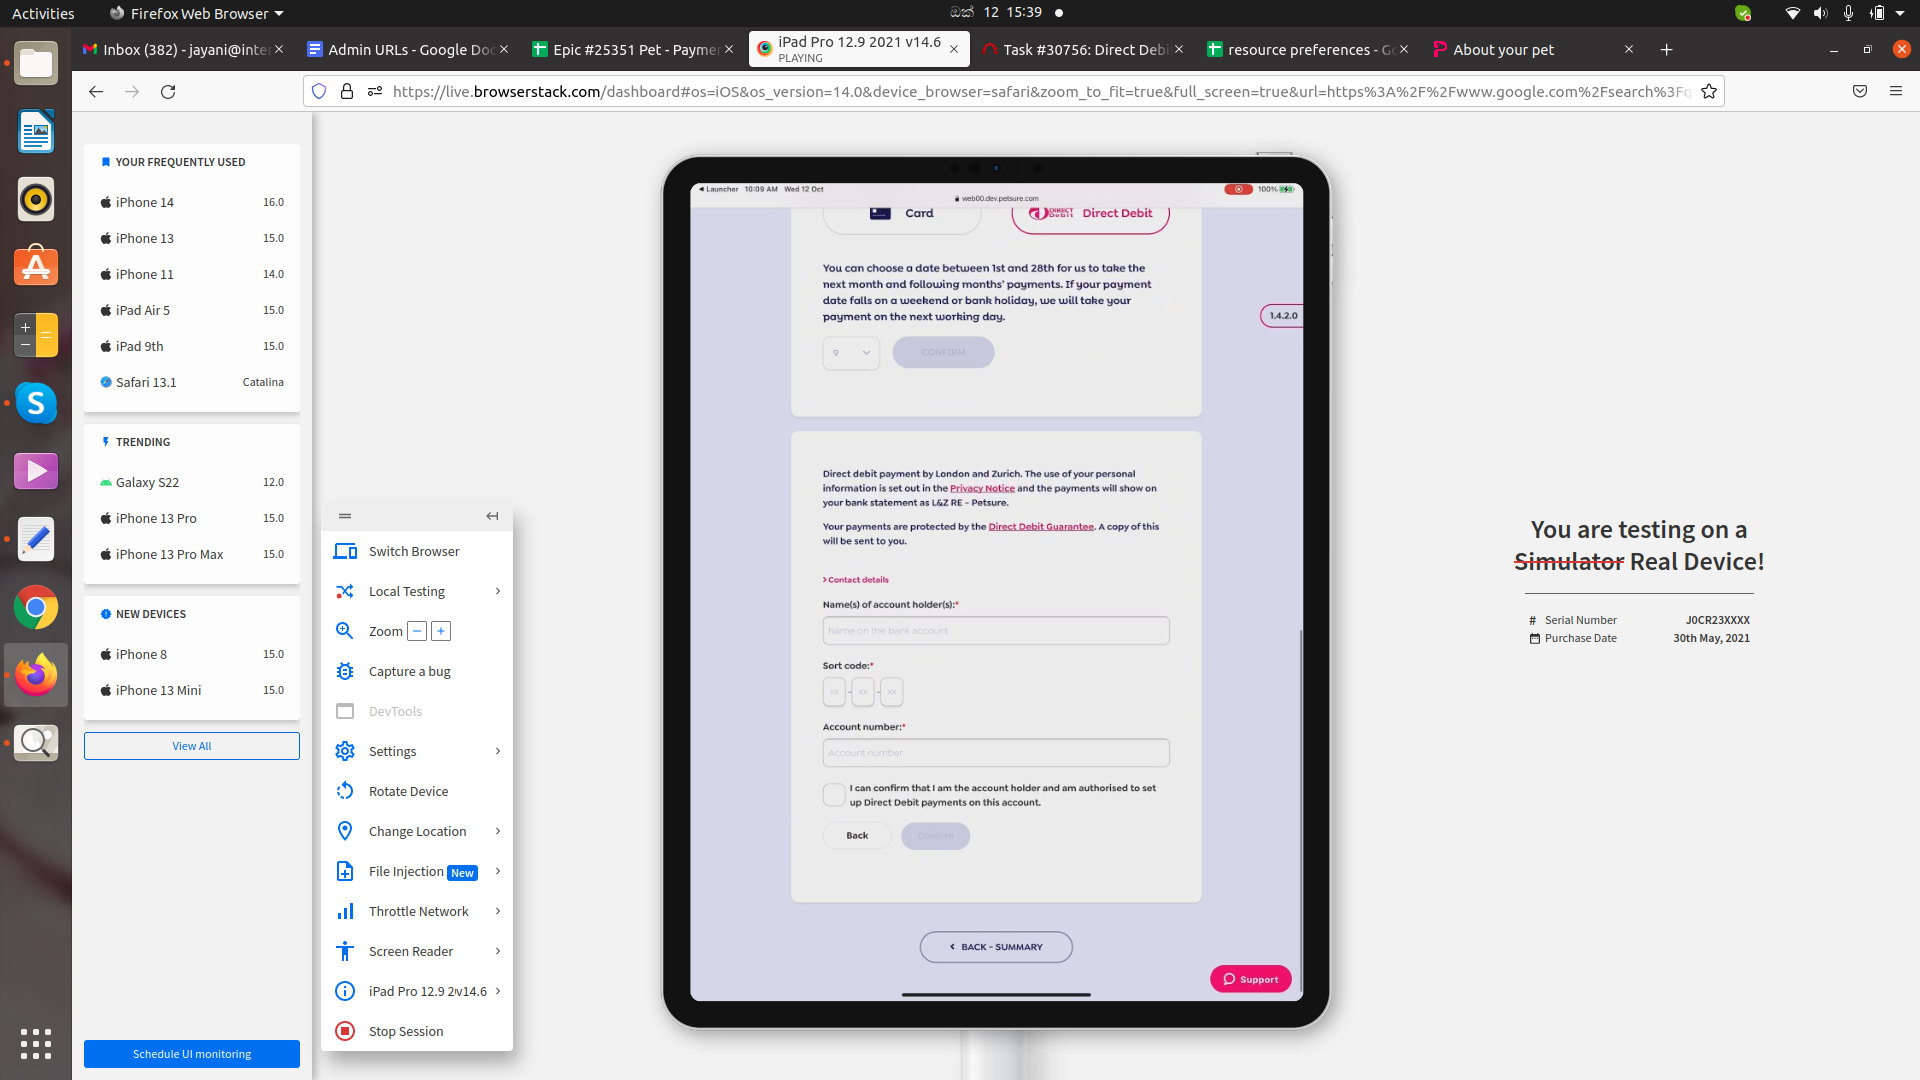 Activities
Firefox Web Browser
ඔක් 12 15:39
Inbox (382) - jayani@inter
Admin URLs - Google Doc
Epic #25351 Pet - Paymer
iPad Pro 12.9 2021 v14.6
PLAYING
Task #30756: Direct Debi
resource preferences - Go
About your pet
https://live.browserstack.com/dashboard#os=iOS&os_version=14.0&device_browser=safari&zoom_to_fit=true&full_screen=true&url=https%3A%2F%2Fwww.google.com%2Fsearch%3Fq
YOUR FREQUENTLY USED
iPhone 14 16.0
iPhone 13 15.0
iPhone 11 14.0
iPad Air 5 15.0
iPad 9th 15.0
Safari 13.1 Catalina
TRENDING
Galaxy S22 12.0
iPhone 13 Pro 15.0
iPhone 13 Pro Max 15.0
NEW DEVICES
iPhone 8 15.0
iPhone 13 Mini 15.0
View All
Schedule UI monitoring
Switch Browser
Local Testing
Zoom
Capture a bug
DevTools
Settings
Rotate Device
Change Location
File Injection New
Throttle Network
Screen Reader
iPad Pro 12.9 2 v14.6
Stop Session
Launcher 10:09 AM Wed 12 Oct
100%
web00.dev.petsure.com
Card
DIRECT Debit Direct Debit
You can choose a date between 1st and 28th for us to take the
next month and following months' payments. If your payment
date falls on a weekend or bank holiday, we will take your
payment on the next working day.
1.4.2.0
9
CONFIRM
Direct debit payment by London and Zurich. The use of your personal
information is set out in the Privacy Notice and the payments will show on
your bank statement as L&Z RE - Petsure.
Your payments are protected by the Direct Debit Guarantee. A copy of this
will be sent to you.
Contact details
Name(s) of account holder(s):*
Name on the bank account
Sort code:*
xx - xx - xx
Account number:*
Account number
I can confirm that I am the account holder and am authorised to set
up Direct Debit payments on this account.
Back
Confirm
BACK - SUMMARY
Support
You are testing on a
Simulator Real Device!
# Serial Number J0CR23XXXX
Purchase Date 30th May, 2021